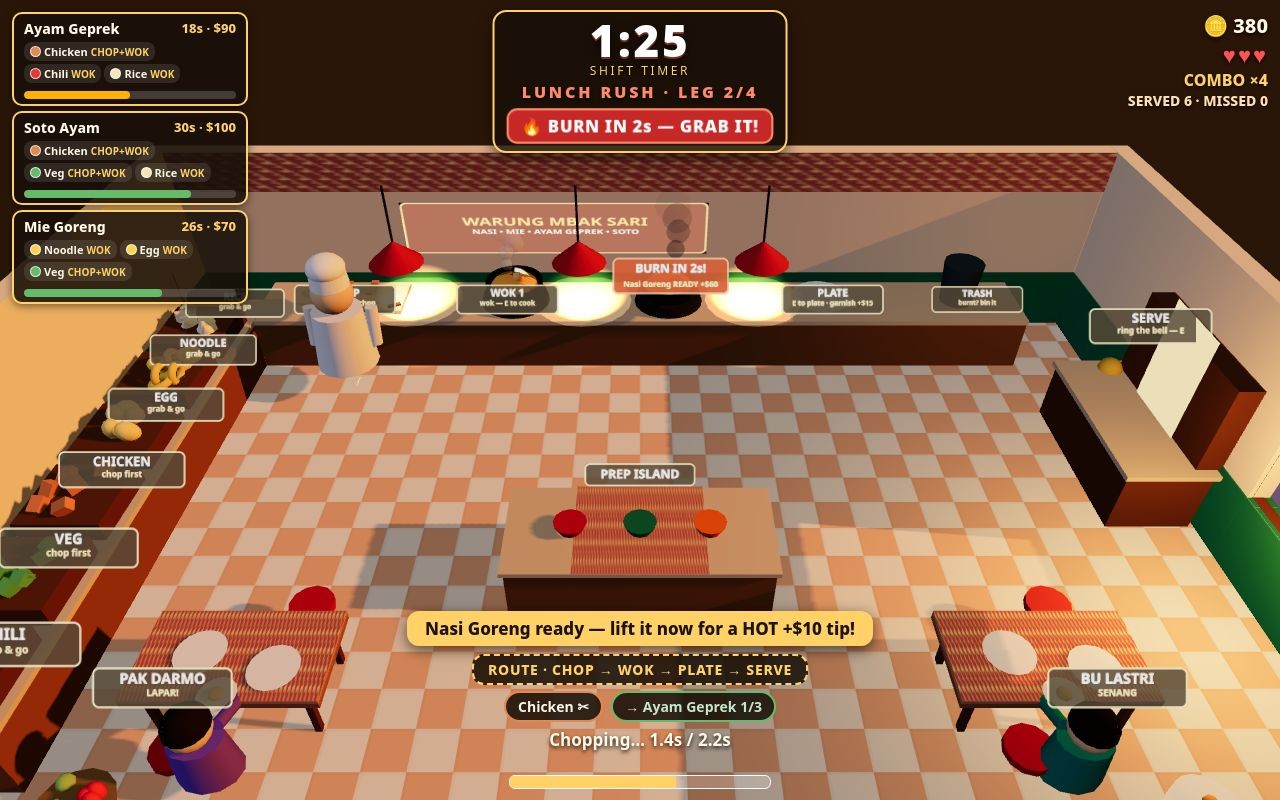 Ayam Geprek 18s · $90
Chicken CHOP+WOK
Chili WOK Rice WOK
Soto Ayam 30s · $100
Chicken CHOP+WOK
Veg CHOP+WOK Rice WOK
Mie Goreng 26s · $70
Noodle WOK Egg WOK
Veg CHOP+WOK
1:25
SHIFT TIMER
LUNCH RUSH · LEG 2/4
🔥 BURN IN 2s — GRAB IT!
380
♥♥♥
COMBO ×4
SERVED 6 · MISSED 0
WARUNG MBAK SARI
NASI • MIE • AYAM GEPREK • SOTO
BURN IN 2s!
Nasi Goreng READY +$60
grab & go
WOK 1
wok — E to cook
PLATE
E to plate · garnish +$15
TRASH
burnt? bin it
SERVE
ring the bell — E
NOODLE
grab & go
EGG
grab & go
CHICKEN
chop first
VEG
chop first
PREP ISLAND
PAK DARMO
LAPAR!
BU LASTRI
SENANG
Nasi Goreng ready — lift it now for a HOT +$10 tip!
ROUTE · CHOP → WOK → PLATE → SERVE
Chicken ✂ → Ayam Geprek 1/3
Chopping... 1.4s / 2.2s